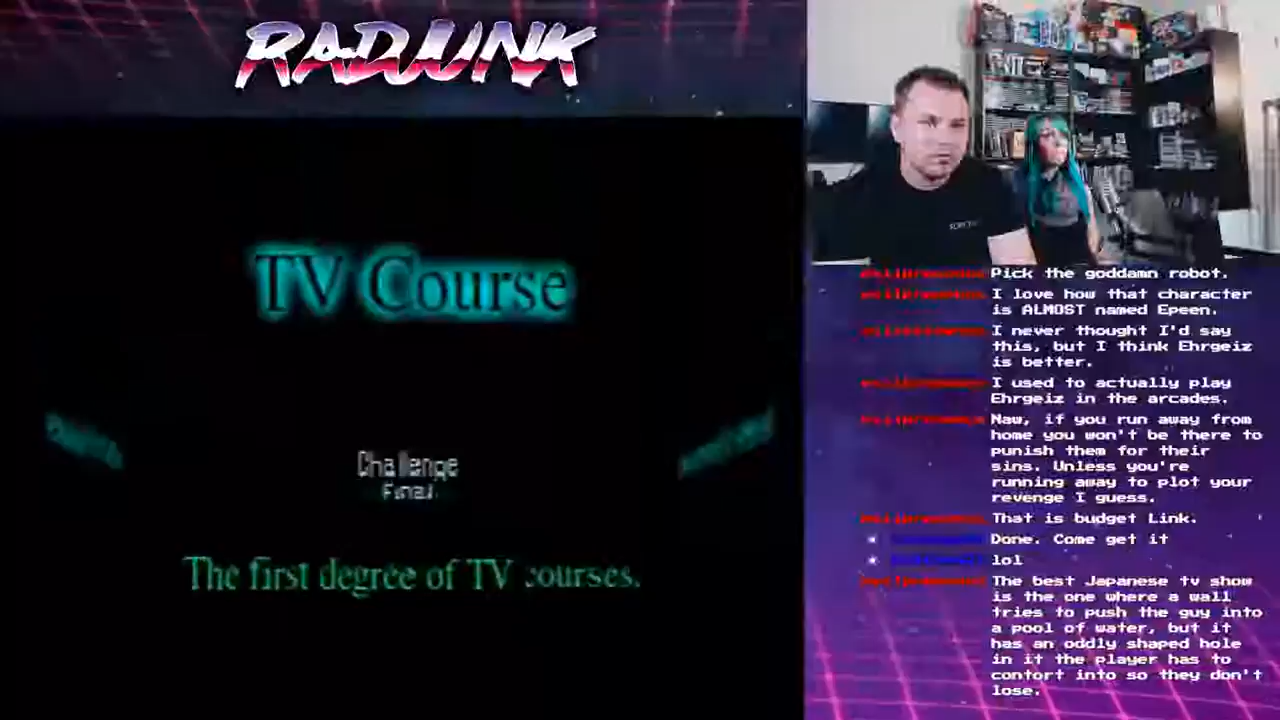 RADJUNK
TV Course
Challenge
Final
The first degree of TV courses.
Pick the goddamn robot.
I love how that character
is ALMOST named Epeen.
I never thought I'd say
this, but I think Ehrgeiz
is better.
I used to actually play
Ehrgeiz in the arcades.
Naw, if you run away from
home you won't be there to
punish them for their
sins. Unless you're
running away to plot your
revenge I guess.
That is budget Link.
Done. Come get it
lol
The best Japanese tv show
is the one where a wall
tries to push the guy into
a pool of water, but it
has an oddly shaped hole
in it the player has to
contort into so they don't
lose.